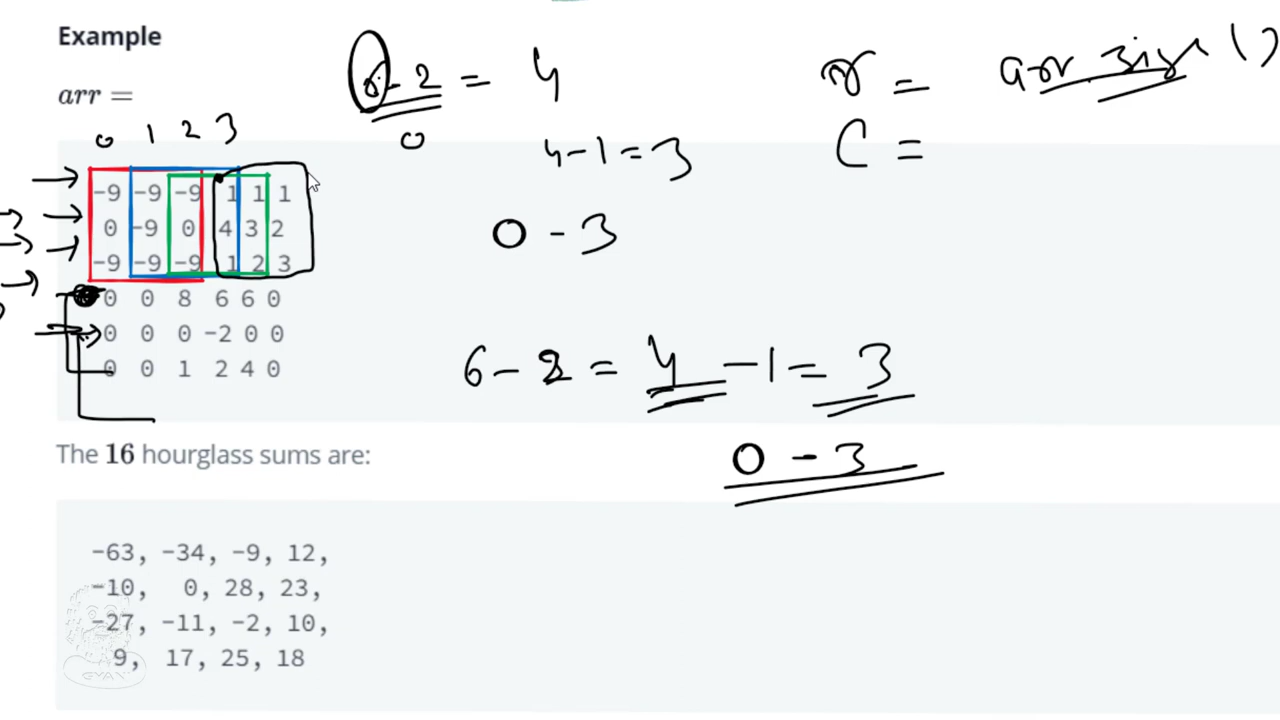 Example
r-2 = 4
r = arr.size()
arr =
0 1 2 3
0
4-1=3
C =
-9 -9 -9 1 1 1
0 -9 0 4 3 2
0 - 3
-9 -9 -9 1 2 3
0 0 8 6 6 0
0 0 0 -2 0 0
0 0 1 2 4 0
6 - 2 = 4 - 1 = 3
The 16 hourglass sums are:
0 - 3
-63, -34, -9, 12,
-10, 0, 28, 23,
-27, -11, -2, 10,
9, 17, 25, 18
GYAN